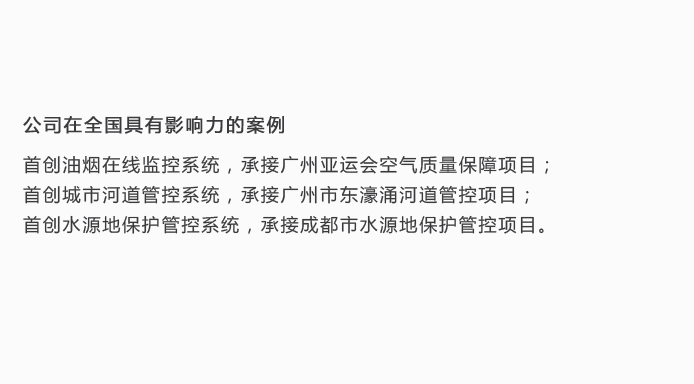 公司在全国具有影响力的案例
首创油烟在线监控系统，承接广州亚运会空气质量保障项目；
首创城市河道管控系统，承接广州市东濠涌河道管控项目；
首创水源地保护管控系统，承接成都市水源地保护管控项目。